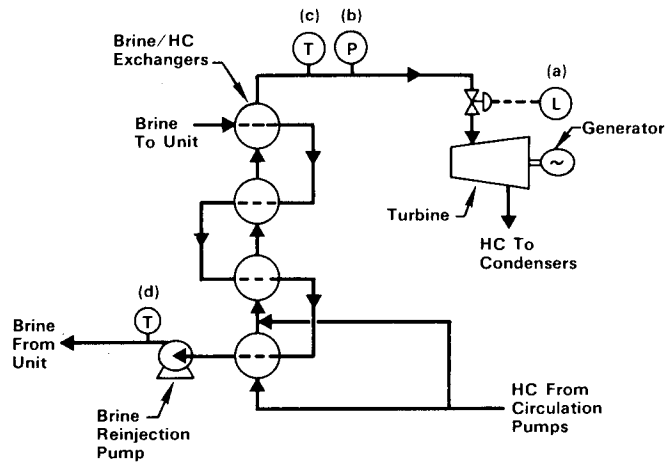 (c)
(b)
Brine/HC
Exchangers
T
P
(a)
L
Brine
To Unit
Generator
~
Turbine
HC To
Condensers
(d)
T
Brine
From
Unit
HC From
Circulation
Pumps
Brine
Reinjection
Pump